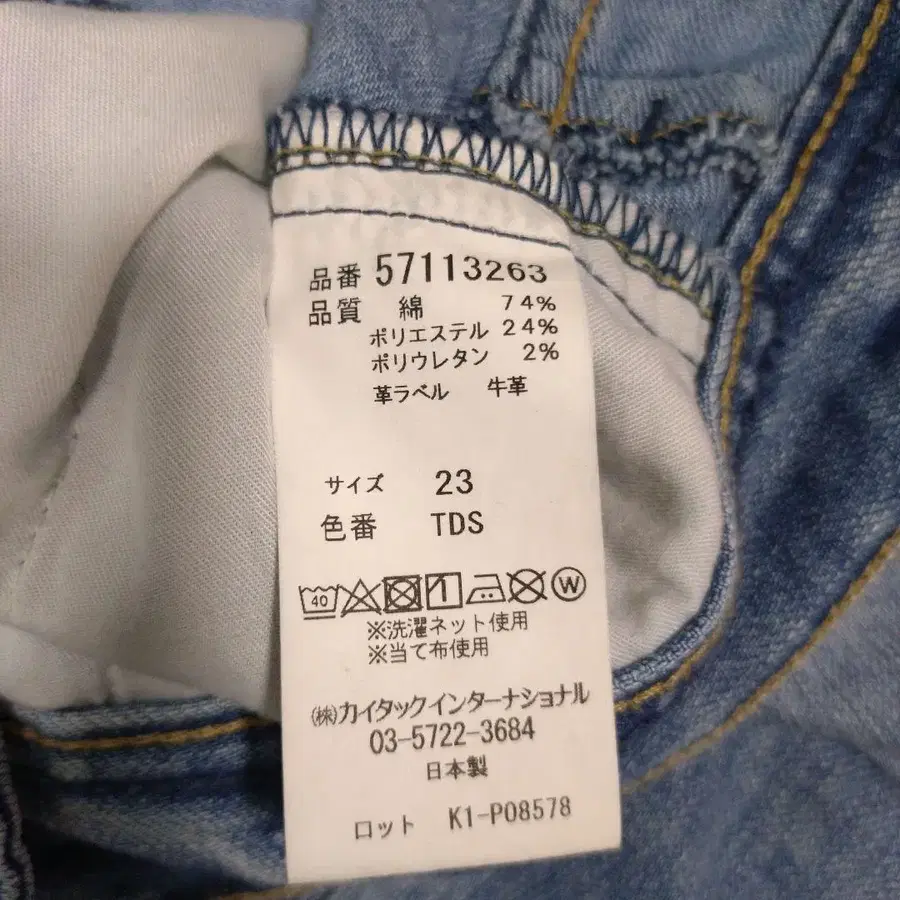 品番 57113263
品質 綿 74%
ポリエステル 24%
ポリウレタン 2%
革ラベル 牛革
サイズ 23
色番 TDS
40 W
※洗濯ネット使用
※当て布使用
㈱カイタックインターナショナル
03-5722-3684
日本製
ロット K1-P08578